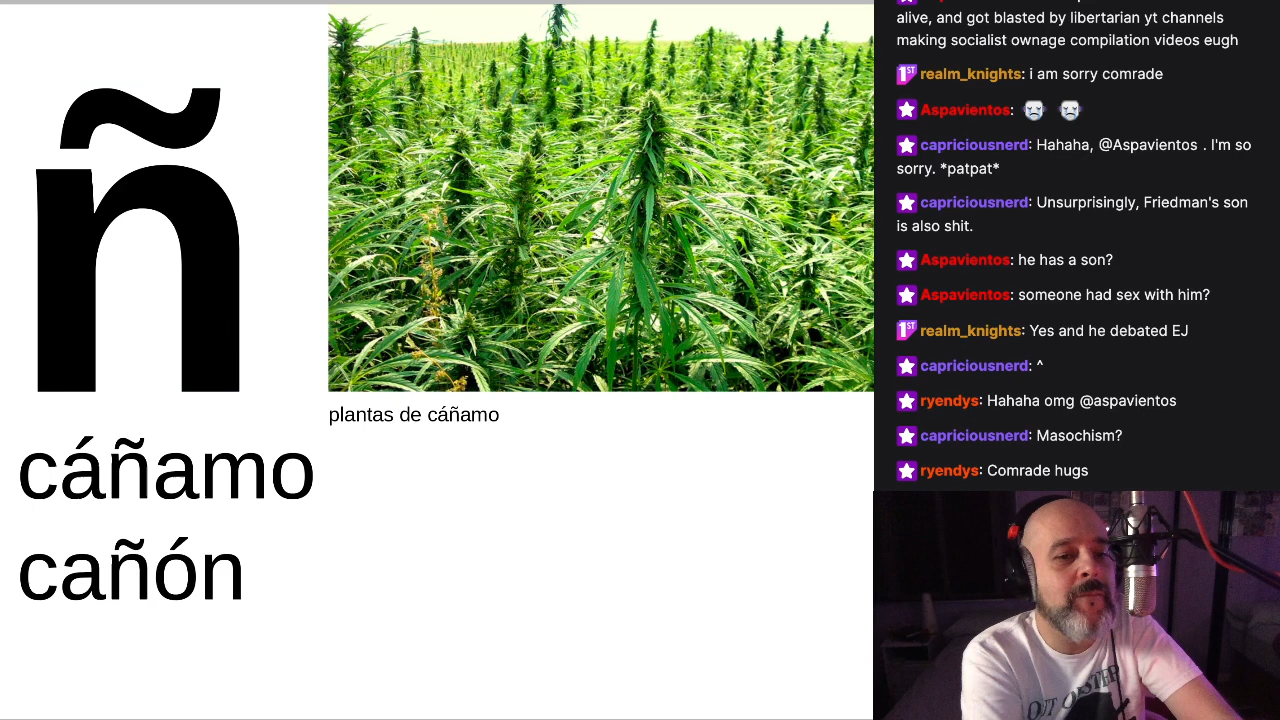 ñ
cáñamo
cañón
plantas de cáñamo
alive, and got blasted by libertarian yt channels
making socialist ownage compilation videos eugh
1ST realm_knights: i am sorry comrade
Aspavientos:
capriciousnerd: Hahaha, @Aspavientos . I'm so
sorry. *patpat*
capriciousnerd: Unsurprisingly, Friedman's son
is also shit.
Aspavientos: he has a son?
Aspavientos: someone had sex with him?
1ST realm_knights: Yes and he debated EJ
capriciousnerd: ^
ryendys: Hahaha omg @aspavientos
capriciousnerd: Masochism?
ryendys: Comrade hugs